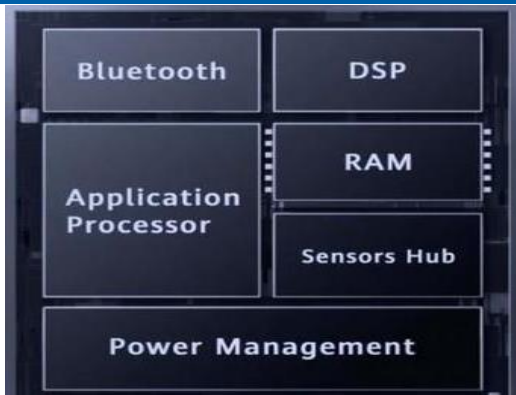 Bluetooth
DSP
RAM
Application
Processor
Sensors Hub
Power Management